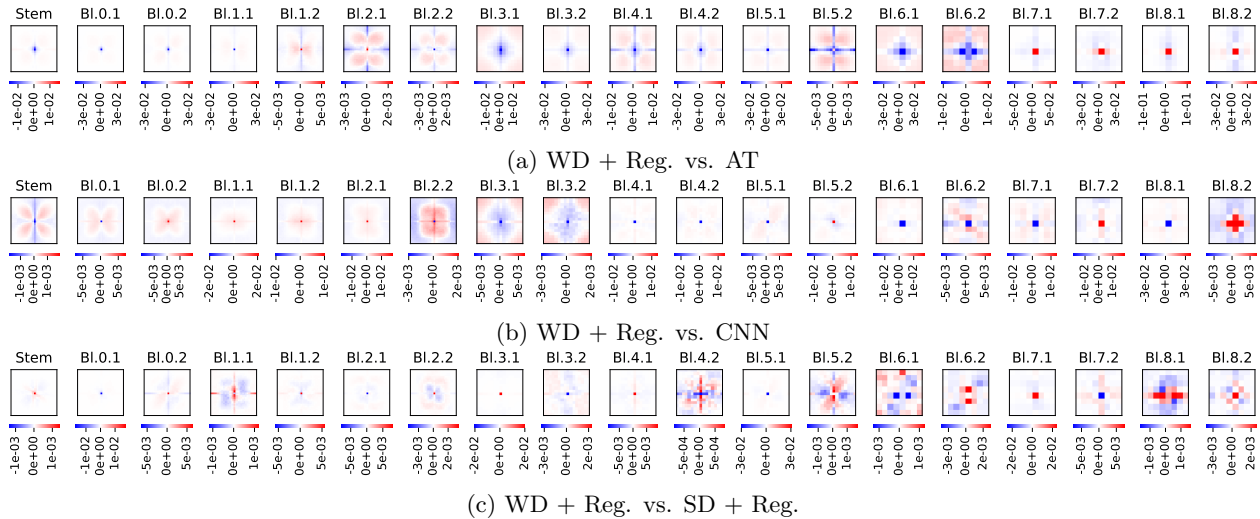 Stem Bl.0.1 Bl.0.2 Bl.1.1 Bl.1.2 Bl.2.1 Bl.2.2 Bl.3.1 Bl.3.2 Bl.4.1 Bl.4.2 Bl.5.1 Bl.5.2 Bl.6.1 Bl.6.2 Bl.7.1 Bl.7.2 Bl.8.1 Bl.8.2
-1e-02 0e+00 1e-02 -3e-02 0e+00 3e-02 -3e-02 0e+00 3e-02 -3e-02 0e+00 3e-02 -5e-03 0e+00 5e-03 -2e-03 0e+00 2e-03 -3e-03 0e+00 2e-03 -1e-02 0e+00 1e-02 -3e-02 0e+00 3e-02 -1e-02 0e+00 1e-02 -2e-02 0e+00 2e-02 -3e-02 0e+00 3e-02 -5e-03 0e+00 5e-03 -3e-02 0e+00 3e-02 -1e-02 0e+00 1e-02 -3e-02 0e+00 3e-02 -2e-02 0e+00 2e-02 -1e-01 0e+00 1e-01 -3e-02 0e+00 3e-02
(a) WD + Reg. vs. AT
Stem Bl.0.1 Bl.0.2 Bl.1.1 Bl.1.2 Bl.2.1 Bl.2.2 Bl.3.1 Bl.3.2 Bl.4.1 Bl.4.2 Bl.5.1 Bl.5.2 Bl.6.1 Bl.6.2 Bl.7.1 Bl.7.2 Bl.8.1 Bl.8.2
-1e-03 0e+00 1e-03 -5e-03 0e+00 5e-03 -5e-03 0e+00 5e-03 -2e-02 0e+00 2e-02 -1e-02 0e+00 1e-02 -1e-02 0e+00 1e-02 -3e-03 0e+00 2e-03 -5e-03 0e+00 5e-03 -3e-03 0e+00 3e-03 -3e-02 0e+00 3e-02 -2e-02 0e+00 2e-02 -1e-02 0e+00 1e-02 -1e-02 0e+00 1e-02 -3e-02 0e+00 3e-02 -5e-03 0e+00 5e-03 -1e-02 0e+00 1e-02 -1e-02 0e+00 1e-02 -3e-02 0e+00 3e-02 -5e-03 0e+00 5e-03
(b) WD + Reg. vs. CNN
Stem Bl.0.1 Bl.0.2 Bl.1.1 Bl.1.2 Bl.2.1 Bl.2.2 Bl.3.1 Bl.3.2 Bl.4.1 Bl.4.2 Bl.5.1 Bl.5.2 Bl.6.1 Bl.6.2 Bl.7.1 Bl.7.2 Bl.8.1 Bl.8.2
-1e-03 0e+00 1e-03 -1e-02 0e+00 1e-02 -5e-03 0e+00 5e-03 -1e-03 0e+00 1e-03 -5e-03 0e+00 5e-03 -5e-03 0e+00 5e-03 -2e-03 0e+00 2e-03 -3e-02 0e+00 3e-02 -3e-03 0e+00 3e-03 -5e-03 0e+00 5e-03 -5e-04 0e+00 5e-04 -3e-02 0e+00 3e-02 -1e-03 0e+00 1e-03 -1e-03 0e+00 1e-03 -3e-03 0e+00 3e-03 -2e-02 0e+00 2e-02 -5e-03 0e+00 5e-03 -1e-03 0e+00 1e-03 -3e-03 0e+00 2e-03
(c) WD + Reg. vs. SD + Reg.